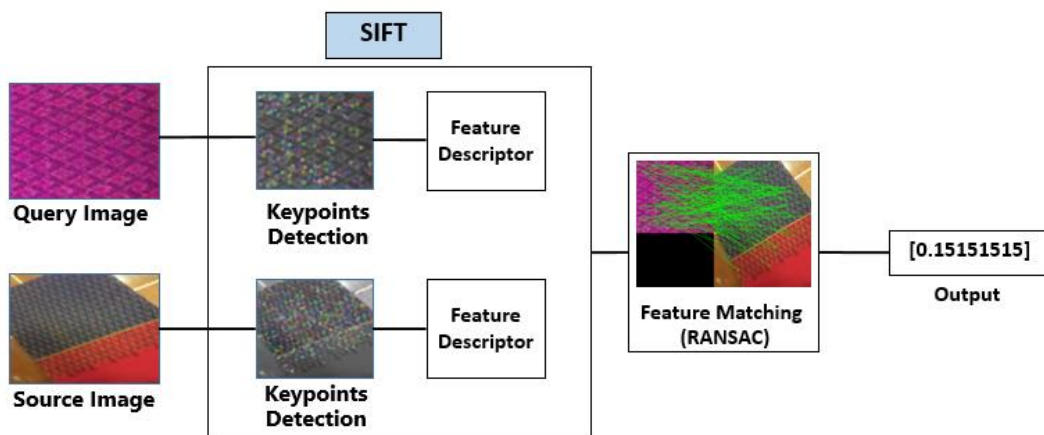 SIFT
Query Image
Keypoints
Detection
Feature
Descriptor
Source Image
Keypoints
Detection
Feature
Descriptor
Feature Matching
(RANSAC)
[0.15151515]
Output